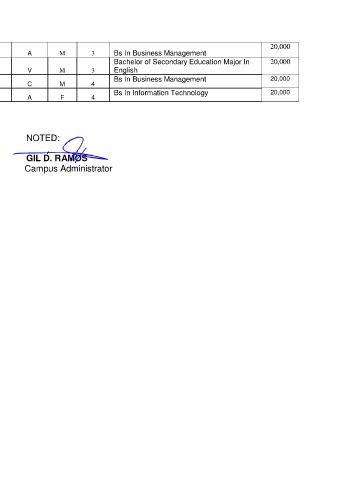 A M 3 Bs In Business Management 20,000
V M 3 Bachelor of Secondary Education Major In 20,000
English
C M 4 Bs In Business Management 20,000
A F 4 Bs In Information Technology 20,000
NOTED:
GIL D. RAMOS
Campus Administrator